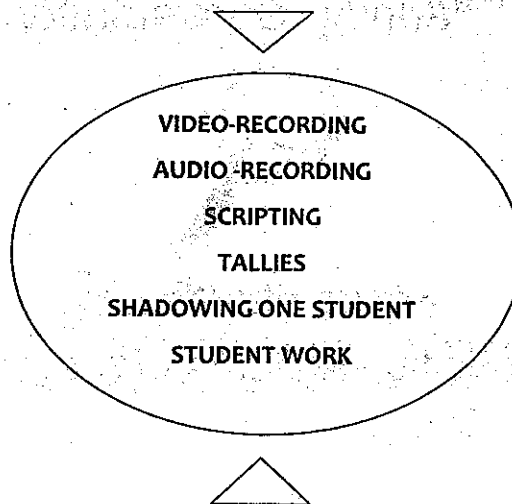 VIDEO-RECORDING
AUDIO-RECORDING
SCRIPTING
TALLIES
SHADOWING ONE STUDENT
STUDENT WORK